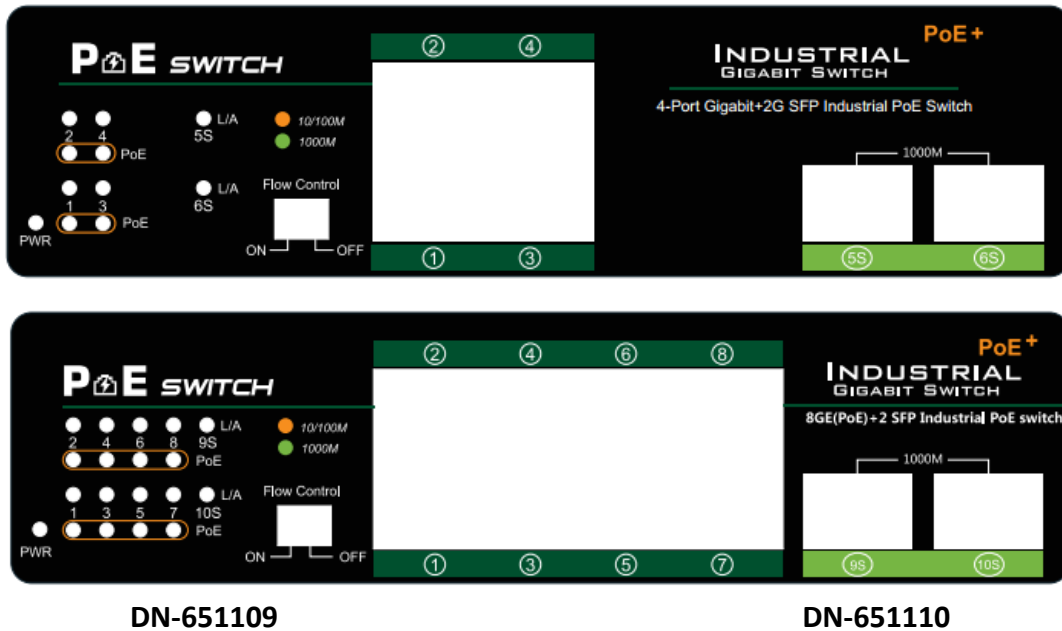 PoE+
PoE SWITCH
② ④
INDUSTRIAL
GIGABIT SWITCH
4-Port Gigabit+2G SFP Industrial PoE Switch
L/A
2 4 5S
10/100M
1000M
PoE
1000M
L/A
Flow Control
1 3 6S
PoE
PWR
ON OFF
① ③
5S 6S
② ④ ⑥ ⑧
PoE+
PoE SWITCH
INDUSTRIAL
GIGABIT SWITCH
8GE(PoE)+2 SFP Industrial PoE switch
L/A
10/100M
2 4 6 8 9S
1000M
PoE
1000M
L/A
Flow Control
1 3 5 7 10S
PoE
PWR
ON OFF
① ③ ⑤ ⑦
9S 10S
DN-651109 DN-651110